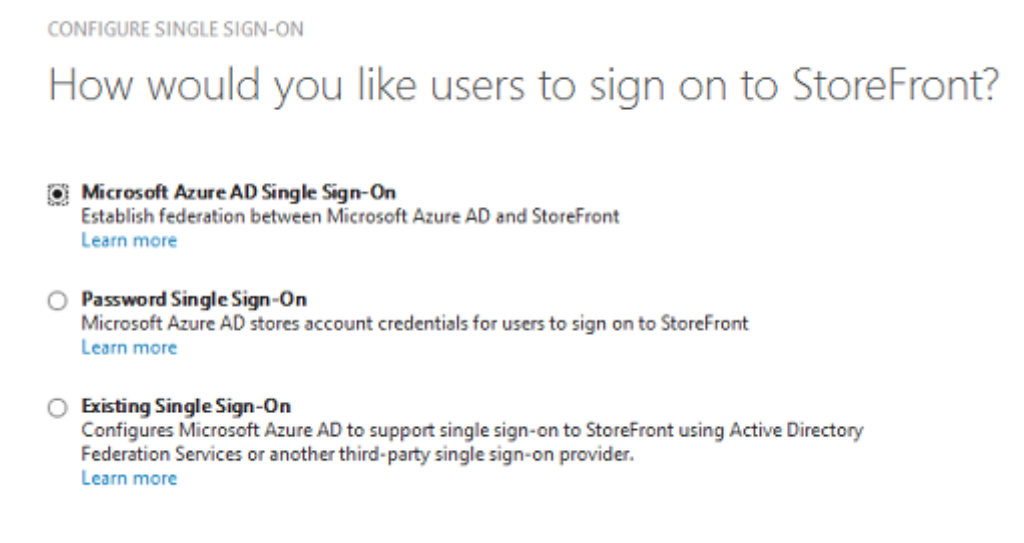 CONFIGURE SINGLE SIGN-ON
How would you like users to sign on to StoreFront?
Microsoft Azure AD Single Sign-On
Establish federation between Microsoft Azure AD and StoreFront
Learn more
Password Single Sign-On
Microsoft Azure AD stores account credentials for users to sign on to StoreFront
Learn more
Existing Single Sign-On
Configures Microsoft Azure AD to support single sign-on to StoreFront using Active Directory
Federation Services or another third-party single sign-on provider.
Learn more